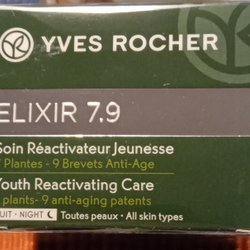 YVES ROCHER
ELIXIR 7.9
Soin Réactivateur Jeunesse
Plantes - 9 Brevets Anti-Age
Youth Reactivating Care
plants- 9 anti-aging patents
UIT • NIGHT Toutes peaux • All skin types